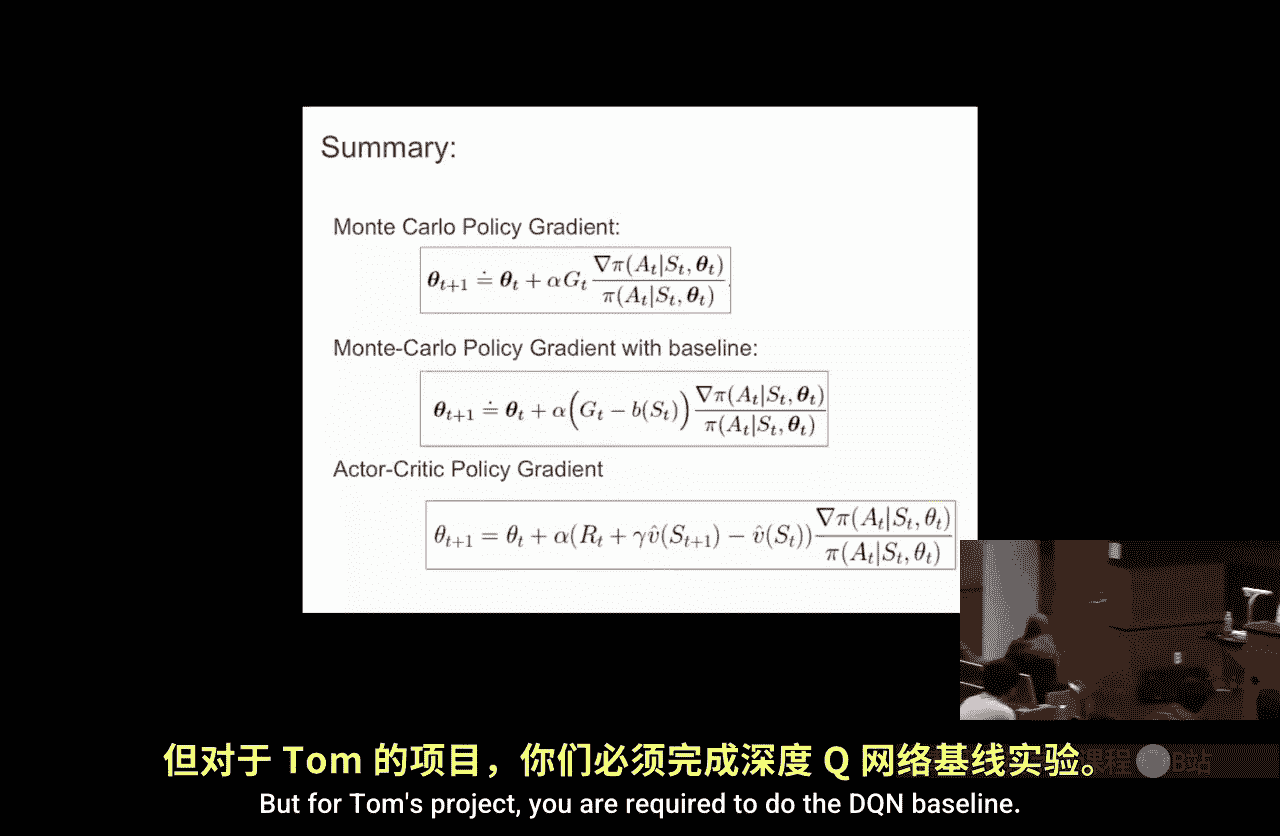 Summary:
Monte Carlo Policy Gradient:
θ_{t+1} ≐ θ_t + αG_t ∇π(A_t|S_t, θ_t) / π(A_t|S_t, θ_t)
Monte-Carlo Policy Gradient with baseline:
θ_{t+1} ≐ θ_t + α(G_t − b(S_t)) ∇π(A_t|S_t, θ_t) / π(A_t|S_t, θ_t)
Actor-Critic Policy Gradient
θ_{t+1} = θ_t + α(R_t + γv̂(S_{t+1}) − v̂(S_t)) ∇π(A_t|S_t, θ_t) / π(A_t|S_t, θ_t)
但对于 Tom 的项目，你们必须完成深度 Q 网络基线实验。
课程 B站
But for Tom's project, you are required to do the DQN baseline.